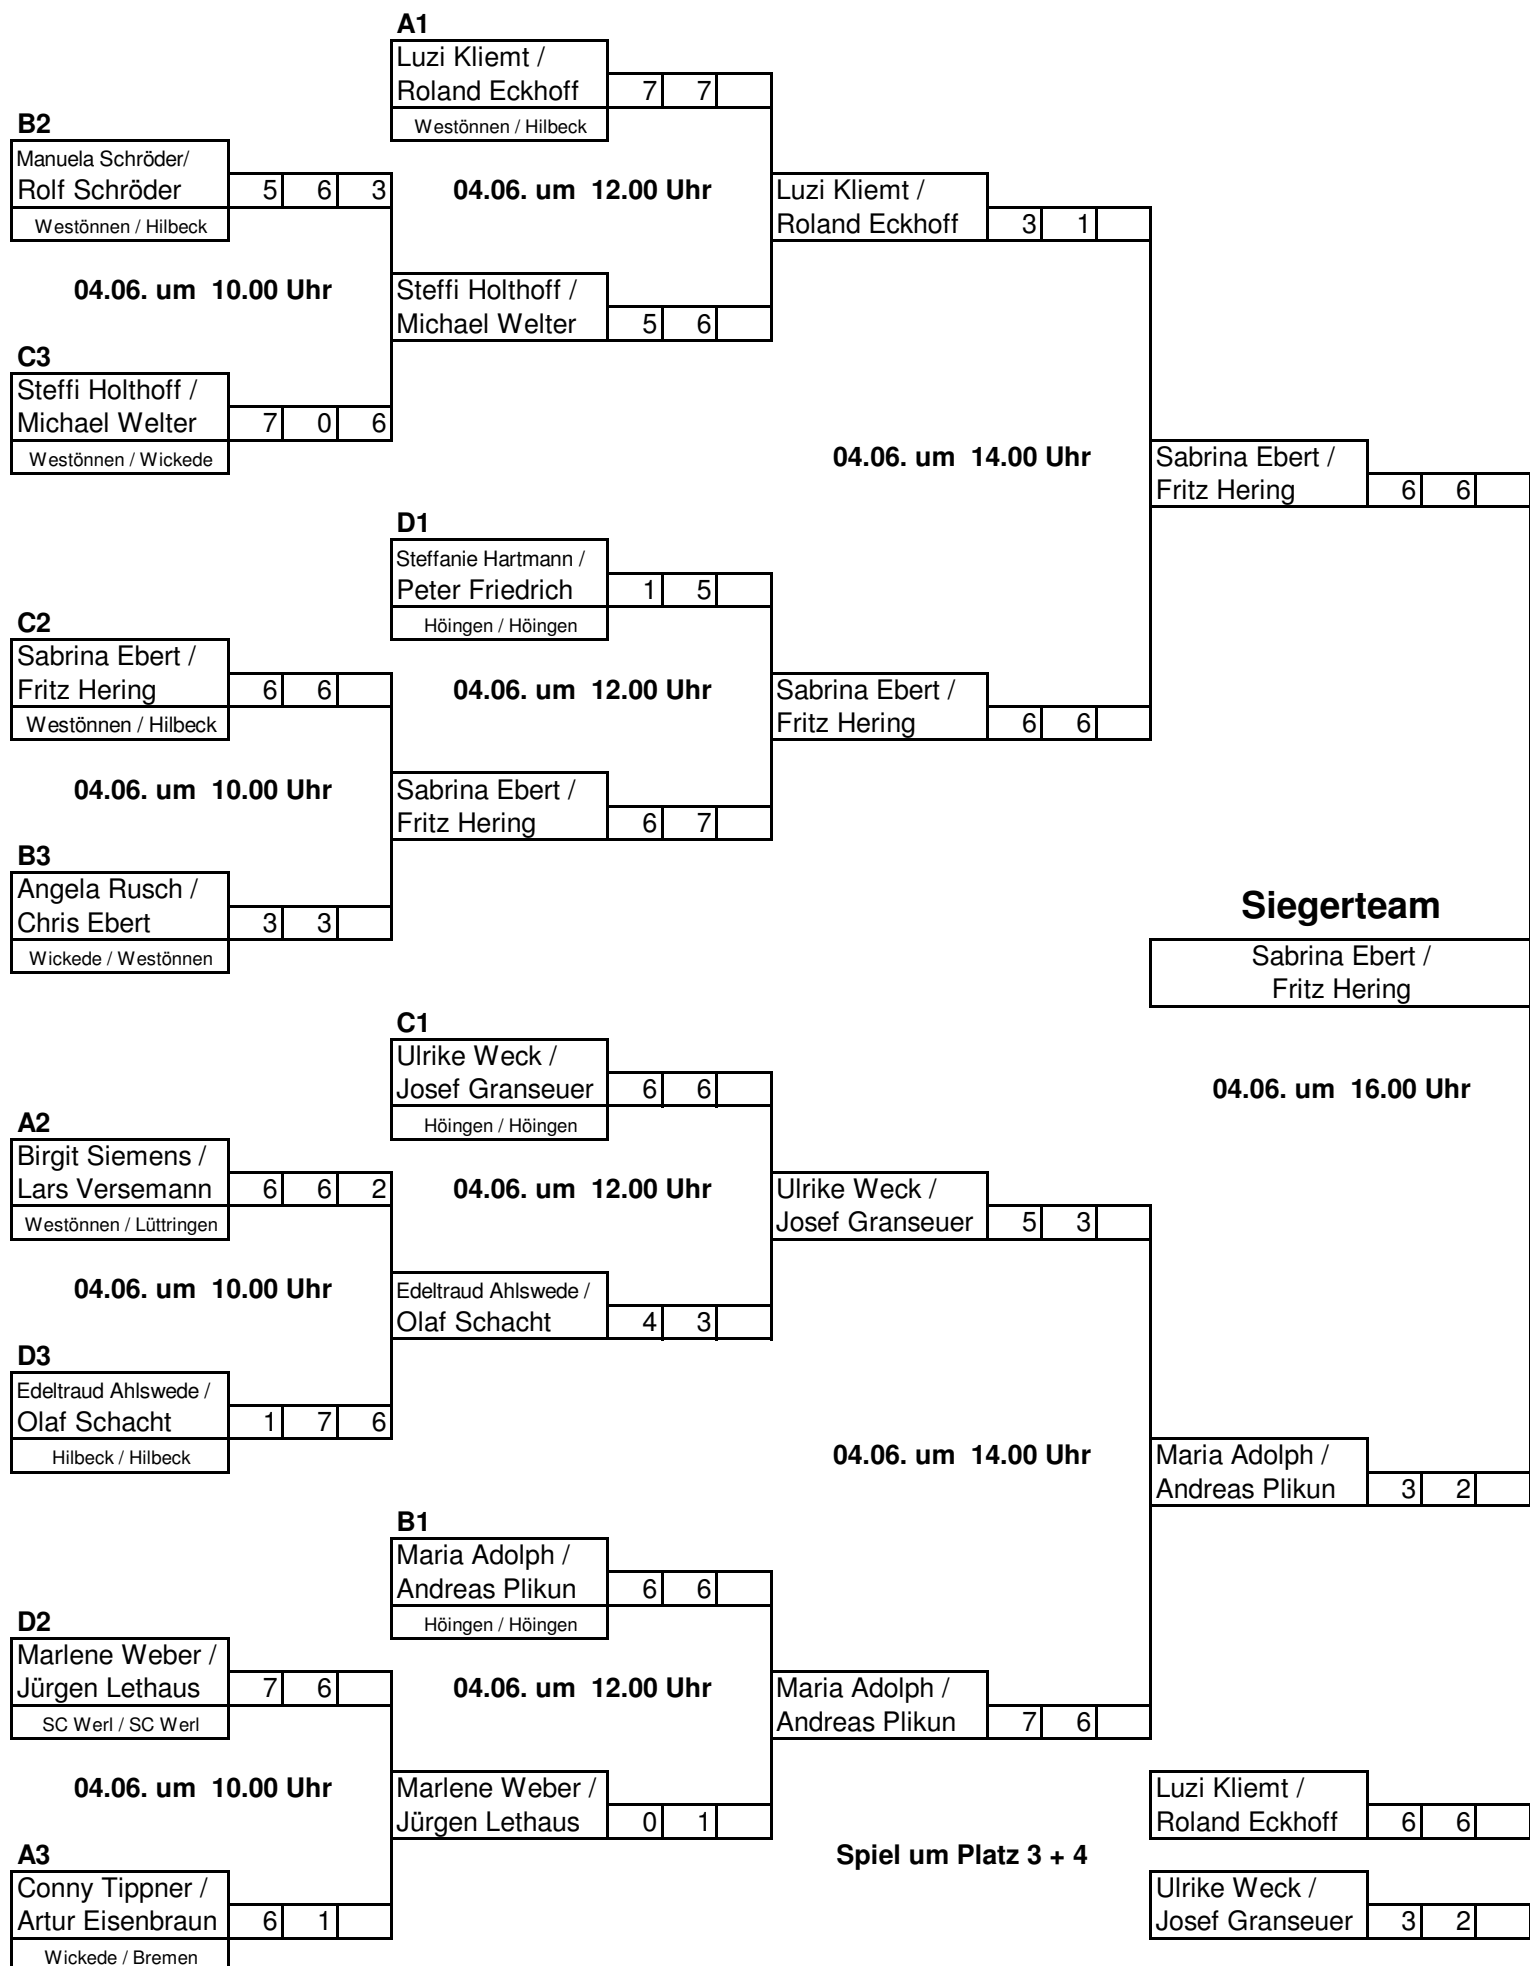 A1
Luzi Kliemt /
Roland Eckhoff 7 7
Westönnen / Hilbeck
B2
Manuela Schröder/
Rolf Schröder 5 6 3
Westönnen / Hilbeck
04.06. um 12.00 Uhr
Luzi Kliemt /
Roland Eckhoff 3 1
04.06. um 10.00 Uhr
Steffi Holthoff /
Michael Welter 5 6
C3
Steffi Holthoff /
Michael Welter 7 0 6
Westönnen / Wickede
04.06. um 14.00 Uhr
Sabrina Ebert /
Fritz Hering 6 6
D1
Steffanie Hartmann /
Peter Friedrich 1 5
Höingen / Höingen
C2
Sabrina Ebert /
Fritz Hering 6 6
Westönnen / Hilbeck
04.06. um 12.00 Uhr
Sabrina Ebert /
Fritz Hering 6 6
04.06. um 10.00 Uhr
Sabrina Ebert /
Fritz Hering 6 7
B3
Angela Rusch /
Chris Ebert 3 3
Wickede / Westönnen
Siegerteam
Sabrina Ebert /
Fritz Hering
C1
Ulrike Weck /
Josef Granseuer 6 6
Höingen / Höingen
04.06. um 16.00 Uhr
A2
Birgit Siemens /
Lars Versemann 6 6 2
Westönnen / Lüttringen
04.06. um 12.00 Uhr
Ulrike Weck /
Josef Granseuer 5 3
04.06. um 10.00 Uhr
Edeltraud Ahlswede /
Olaf Schacht 4 3
D3
Edeltraud Ahlswede /
Olaf Schacht 1 7 6
Hilbeck / Hilbeck
04.06. um 14.00 Uhr
Maria Adolph /
Andreas Plikun 3 2
B1
Maria Adolph /
Andreas Plikun 6 6
Höingen / Höingen
D2
Marlene Weber /
Jürgen Lethaus 7 6
SC Werl / SC Werl
04.06. um 12.00 Uhr
Maria Adolph /
Andreas Plikun 7 6
04.06. um 10.00 Uhr
Marlene Weber /
Jürgen Lethaus 0 1
Luzi Kliemt /
Roland Eckhoff 6 6
A3
Conny Tippner /
Artur Eisenbraun 6 1
Wickede / Bremen
Spiel um Platz 3 + 4
Ulrike Weck /
Josef Granseuer 3 2